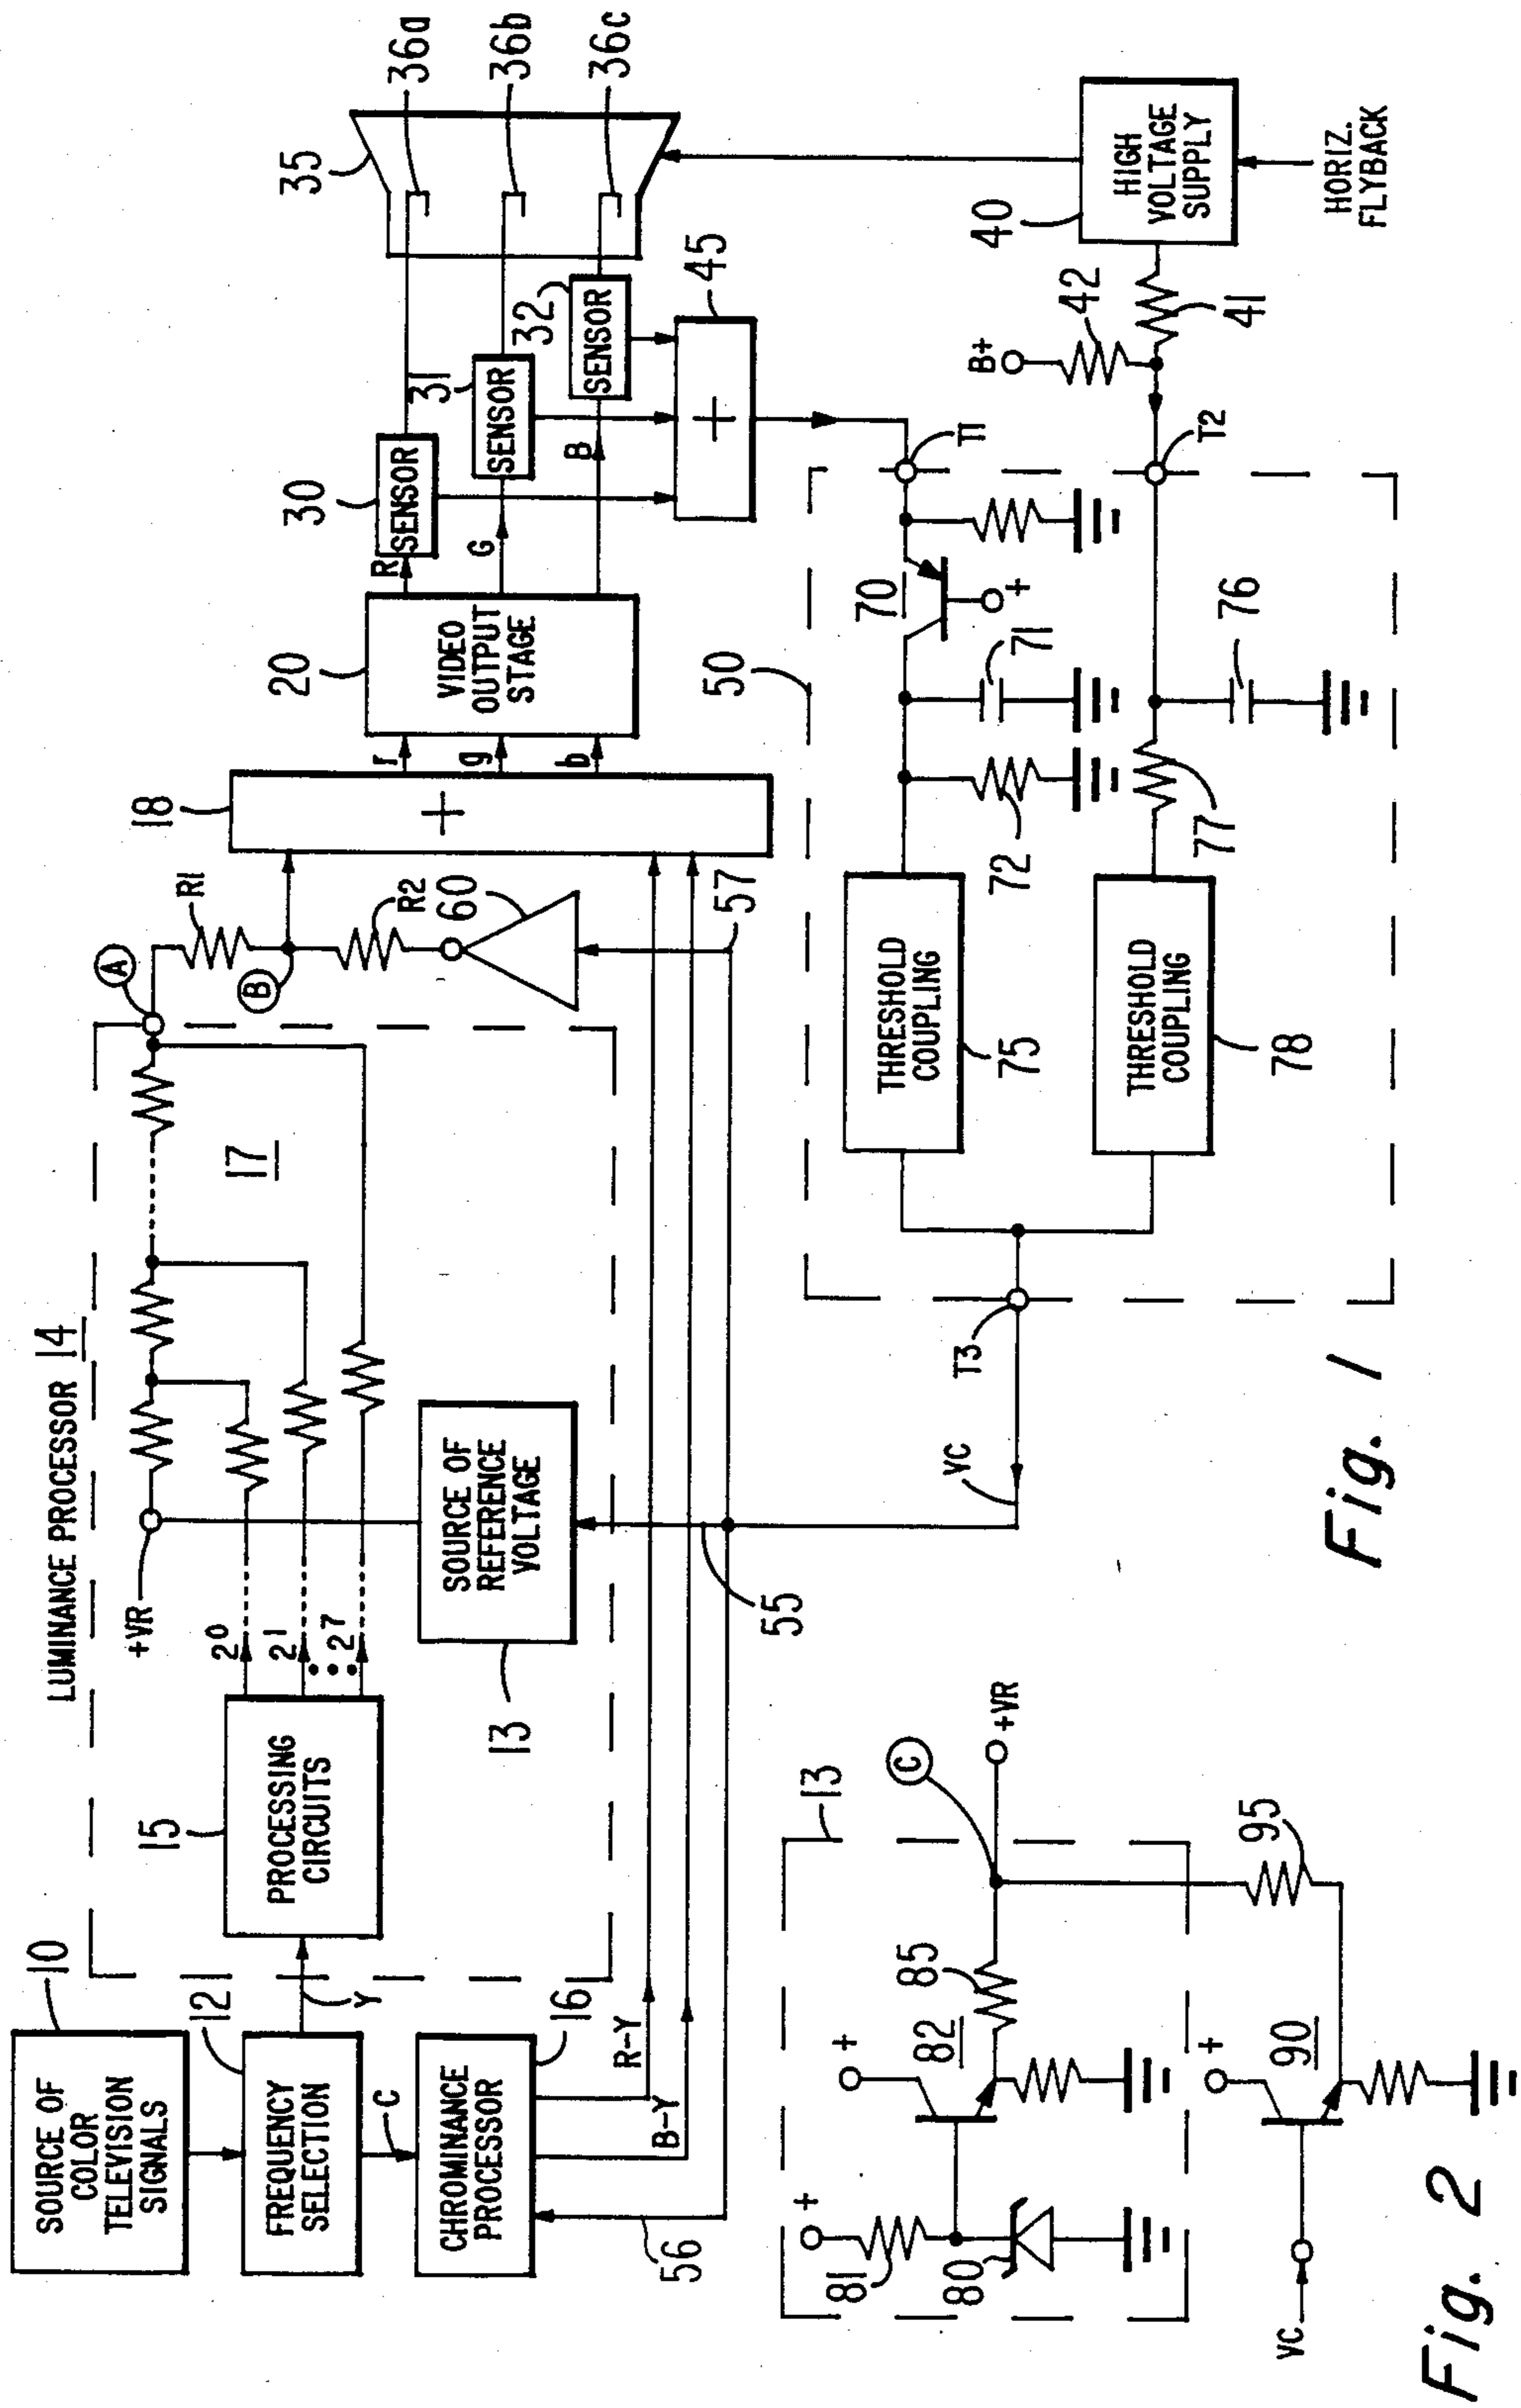 LUMINANCE PROCESSOR 14
10
SOURCE OF
COLOR
TELEVISION
SIGNALS
12
FREQUENCY
SELECTION
Y
C
CHROMINANCE
PROCESSOR
16
R-Y
B-Y
56
15
PROCESSING
CIRCUITS
2⁰
2¹
2⁷
+VR
17
SOURCE OF
REFERENCE
VOLTAGE
13
55
A
R1
B
R2
60
57
18
+
r
g
b
20
VIDEO
OUTPUT
STAGE
R
G
B
30
SENSOR
31
SENSOR
32
SENSOR
35
36a
36b
36c
45
+
40
HIGH
VOLTAGE
SUPPLY
HORIZ.
FLYBACK
B+
42
41
T1
T2
50
70
+
71
72
THRESHOLD
COUPLING
75
76
77
THRESHOLD
COUPLING
78
T3
VC
Fig. 1
13
+
81
80
+
82
85
C
+VR
95
+
90
VC
Fig. 2